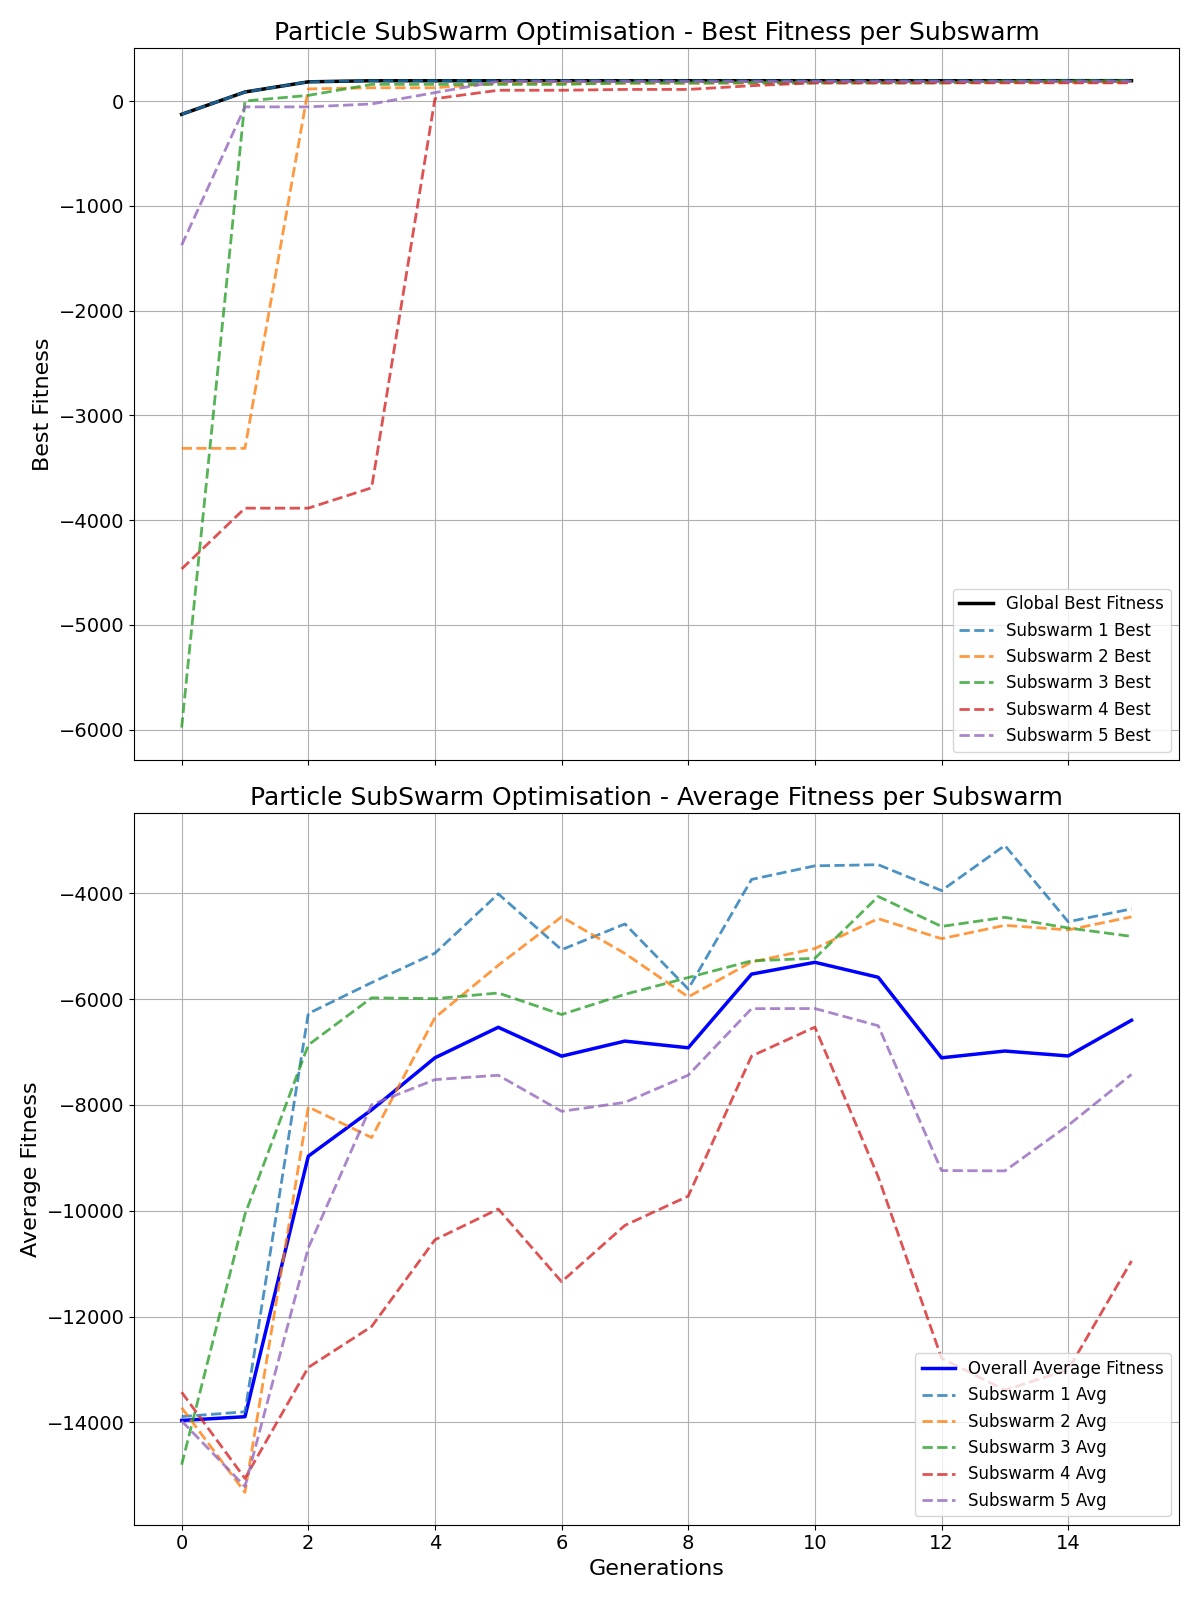 Particle SubSwarm Optimisation - Best Fitness per Subswarm
0
−1000
−2000
−3000
−4000
−5000
−6000
Best Fitness
Global Best Fitness
Subswarm 1 Best
Subswarm 2 Best
Subswarm 3 Best
Subswarm 4 Best
Subswarm 5 Best
Particle SubSwarm Optimisation - Average Fitness per Subswarm
−4000
−6000
−8000
−10000
−12000
−14000
Average Fitness
Overall Average Fitness
Subswarm 1 Avg
Subswarm 2 Avg
Subswarm 3 Avg
Subswarm 4 Avg
Subswarm 5 Avg
0 2 4 6 8 10 12 14
Generations